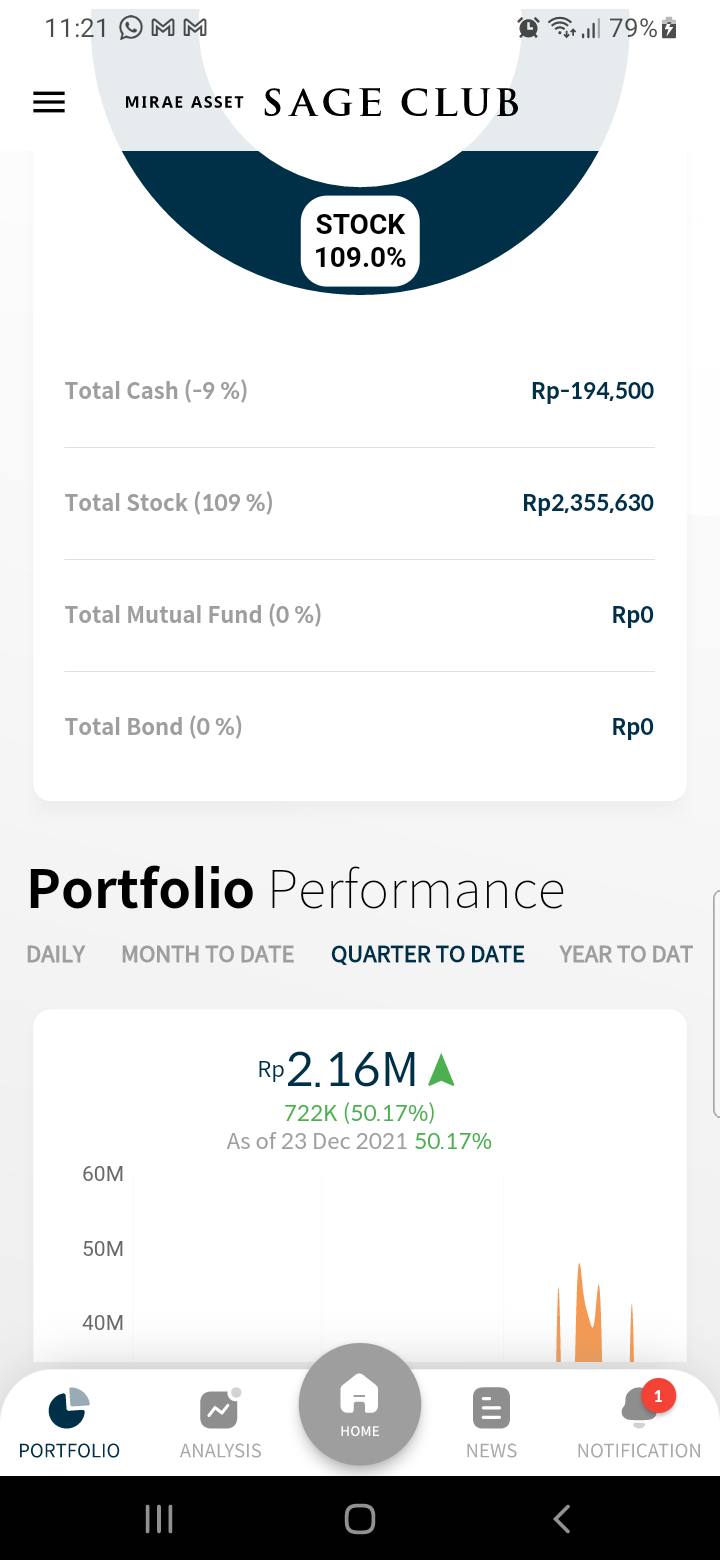 11:21 79%
MIRAE ASSET SAGE CLUB
STOCK
109.0%
Total Cash (-9 %) Rp-194,500
Total Stock (109 %) Rp2,355,630
Total Mutual Fund (0 %) Rp0
Total Bond (0 %) Rp0
Portfolio Performance
DAILY MONTH TO DATE QUARTER TO DATE YEAR TO DAT
Rp2.16M
722K (50.17%)
As of 23 Dec 2021 50.17%
60M
50M
40M
1
HOME
PORTFOLIO ANALYSIS NEWS NOTIFICATION